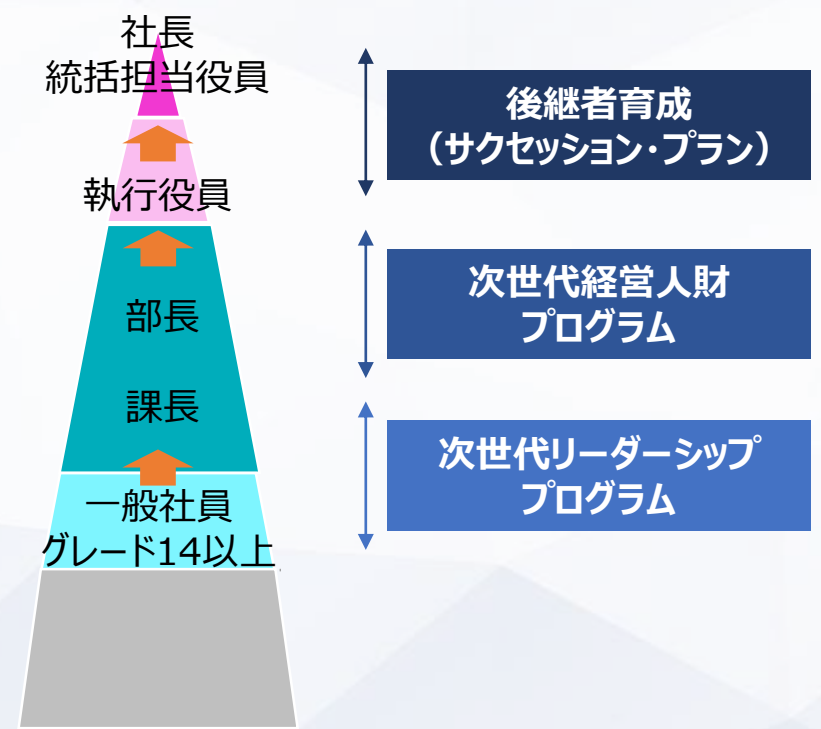 社長
統括担当役員
執行役員
部長
課長
一般社員
グレード14以上
後継者育成
（サクセッション・プラン）
次世代経営人財
プログラム
次世代リーダーシップ
プログラム